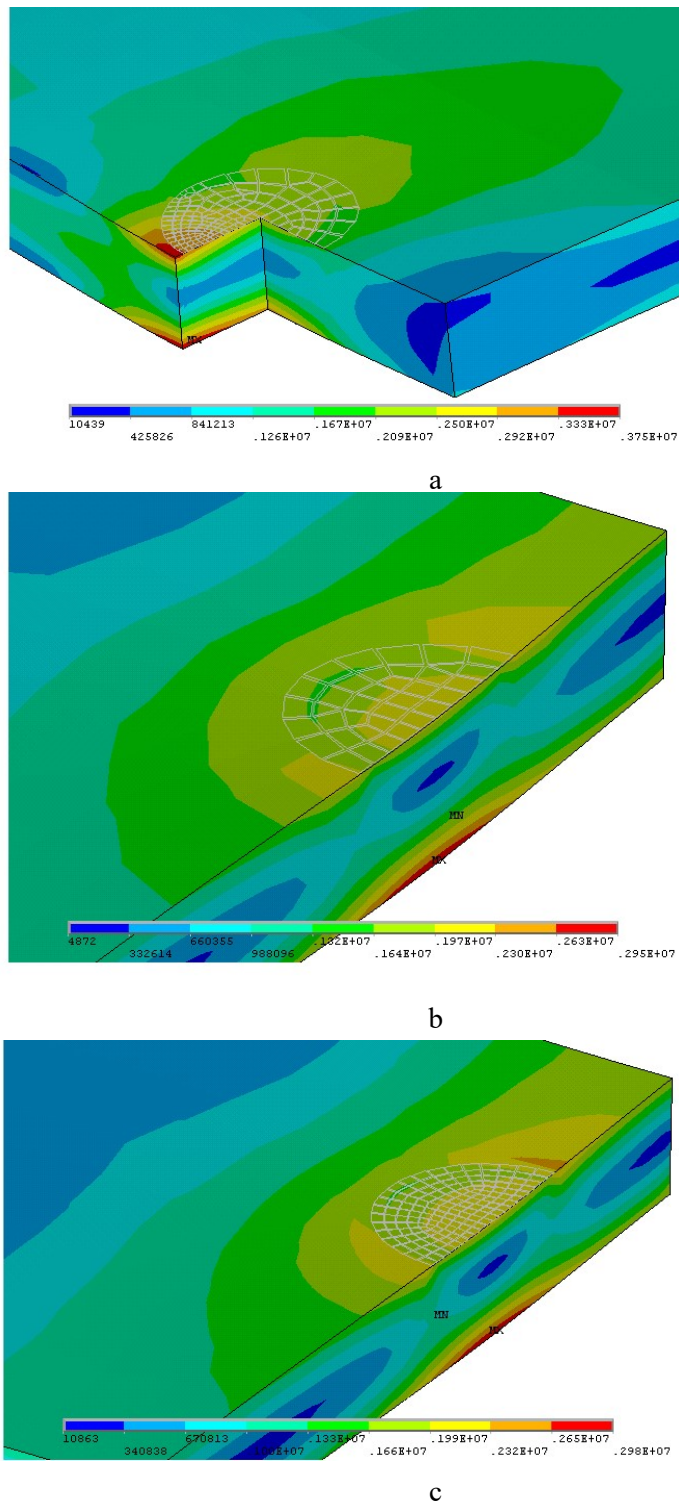 MX
10439 841213 .167E+07 .250E+07 .333E+07
425826 .126E+07 .209E+07 .292E+07 .375E+07
a
MN
MX
4872 660355 .132E+07 .197E+07 .263E+07
332614 988096 .164E+07 .230E+07 .295E+07
b
MN
MX
10863 670813 .133E+07 .199E+07 .265E+07
340838 .166E+07 .232E+07 .298E+07
c